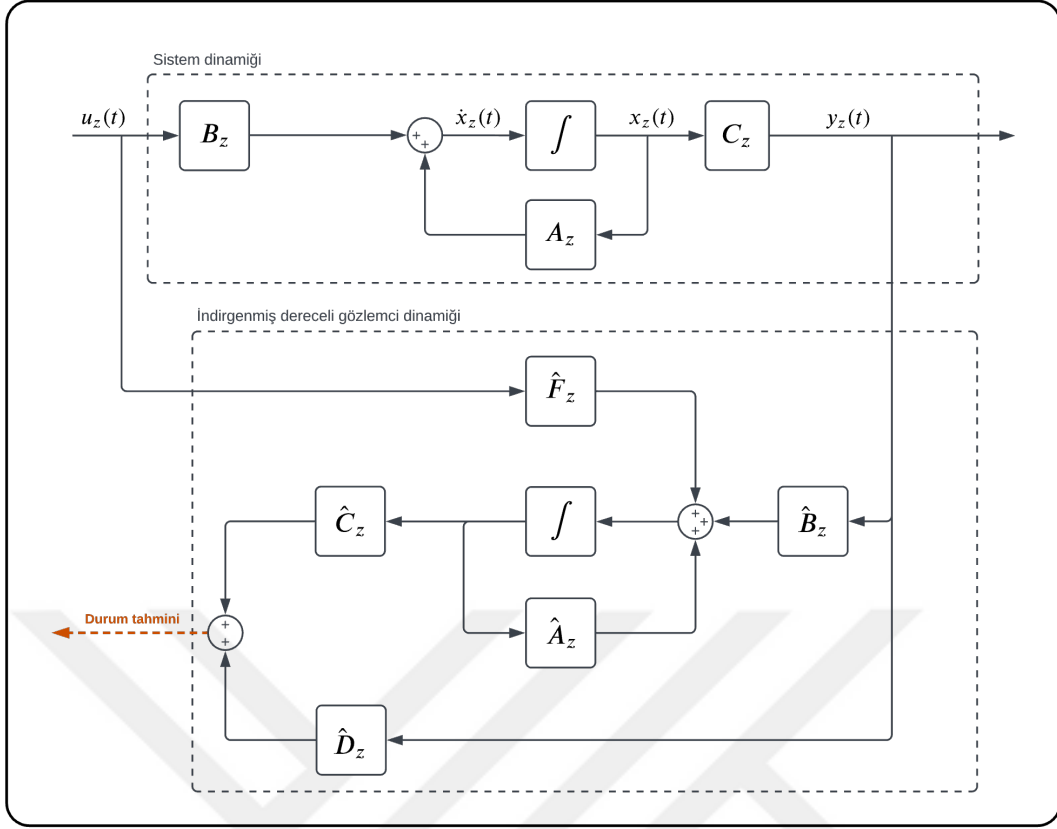 Sistem dinamiği
u_z(t)
B_z
++
ẋ_z(t)
∫
x_z(t)
C_z
y_z(t)
A_z
İndirgenmiş dereceli gözlemci dinamiği
F̂_z
Ĉ_z
∫
+++
B̂_z
Durum tahmini
++
Â_z
D̂_z